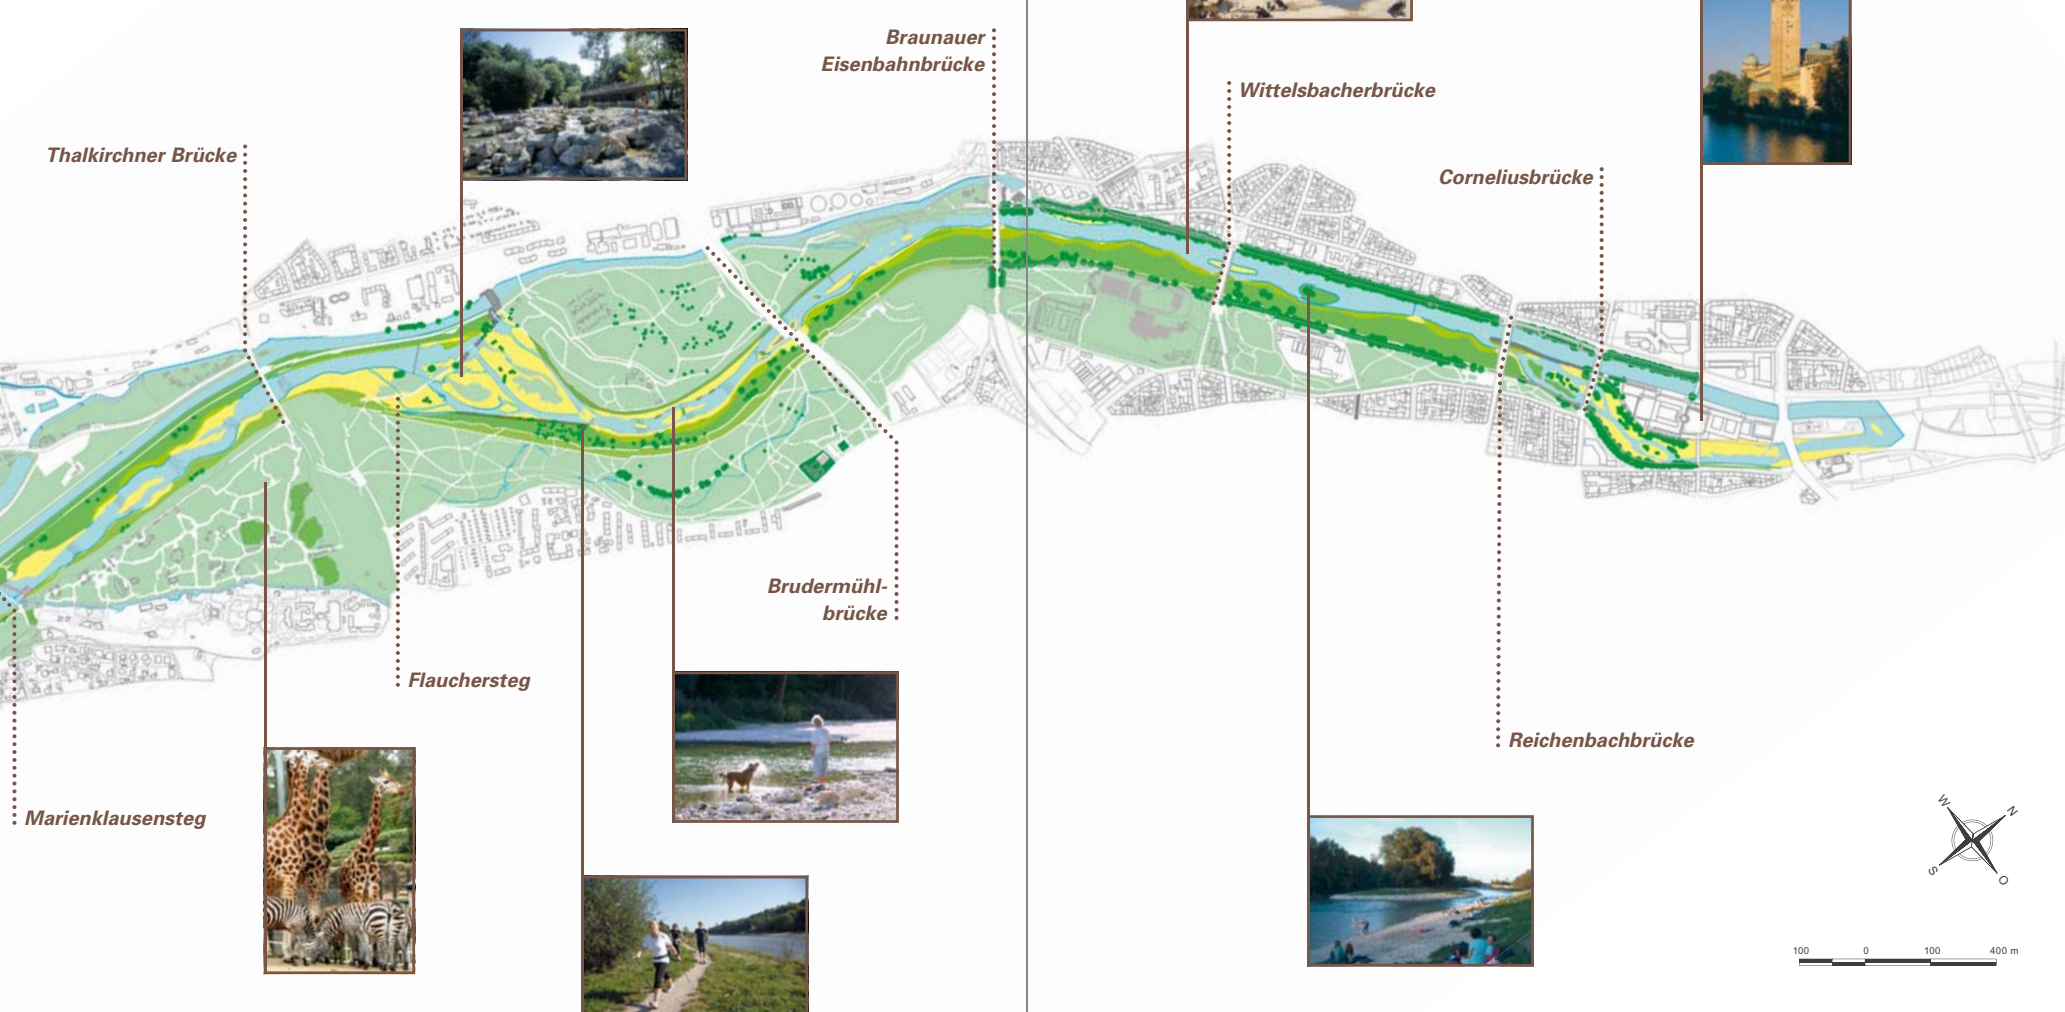 Braunauer
Eisenbahnbrücke
Wittelsbacherbrücke
Thalkirchner Brücke
Corneliusbrücke
Brudermühl-
brücke
Flauchersteg
Reichenbachbrücke
Marienklausensteg
W
N
S
O
100 0 100 400 m